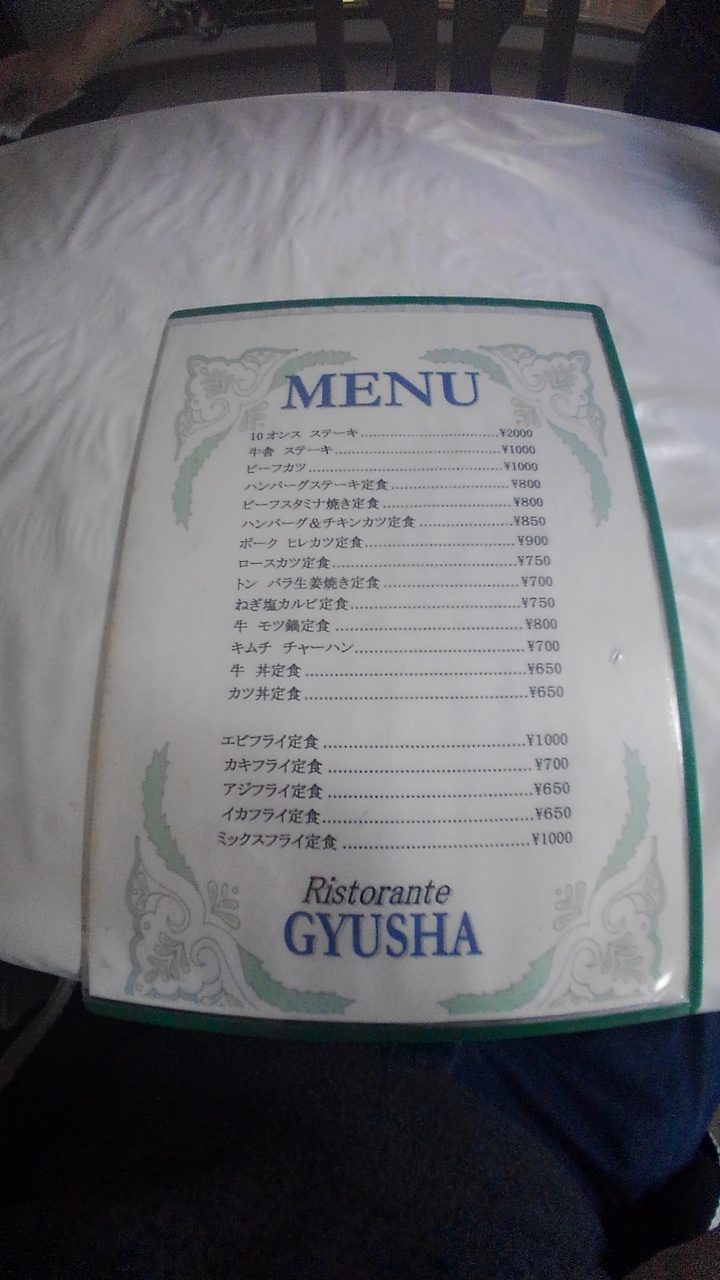 MENU
10オンス ステーキ..................................¥2000
牛舎 ステーキ..........................................¥1000
ビーフカツ................................................¥1000
ハンバーグステーキ定食..............................¥800
ビーフスタミナ焼き定食................................¥800
ハンバーグ&チキンカツ定食........................¥850
ポーク ヒレカツ定食....................................¥900
ロースカツ定食............................................¥750
トン バラ生姜焼き定食................................¥700
ねぎ塩カルビ定食........................................¥750
牛 モツ鍋定食............................................¥800
キムチ チャーハン........................................¥700
牛 丼定食....................................................¥650
カツ丼定食....................................................¥650
エビフライ定食............................................¥1000
カキフライ定食............................................¥700
アジフライ定食............................................¥650
イカフライ定食............................................¥650
ミックスフライ定食......................................¥1000
Ristorante
GYUSHA